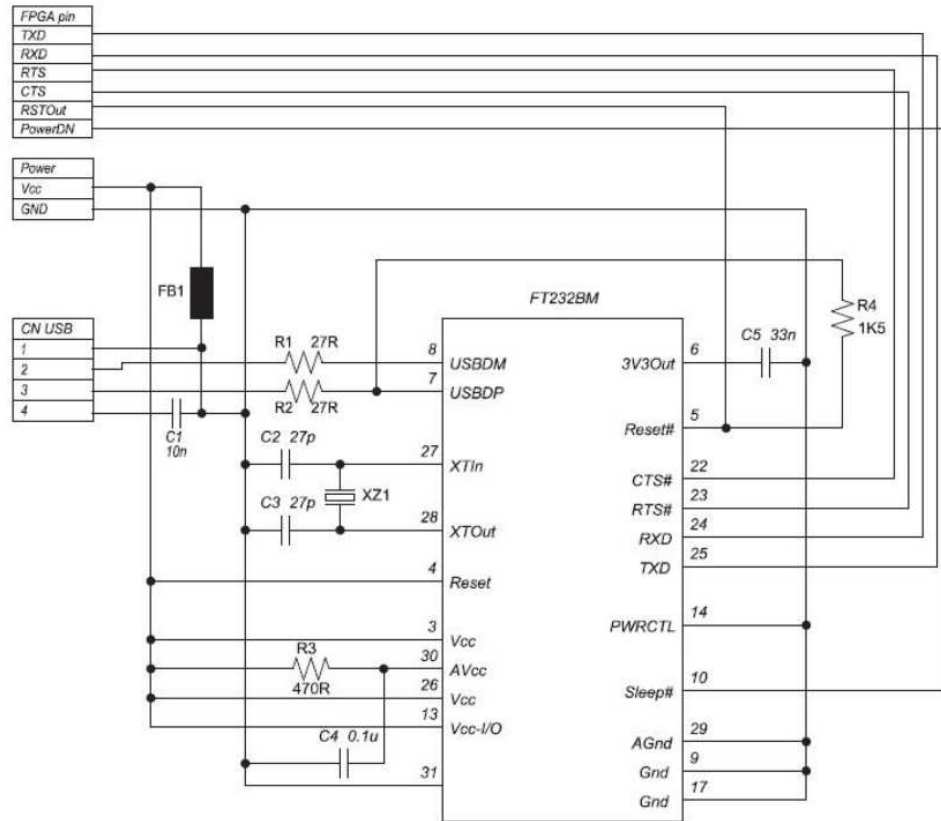 FPGA pin
TXD
RXD
RTS
CTS
RSTOut
PowerDN
Power
Vcc
GND
FB1
FT232BM
R4
1K5
CN USB
1
2
3
4
R1 27R
R2 27R
C1
10n
8 USBDM
7 USBDP
C5 33n
6
3V3Out
5
Reset#
C2 27p
27
XTIn
XZ1
C3 27p
28
XTOut
22
CTS#
23
RTS#
24
RXD
25
TXD
4
Reset
14
PWRCTL
3
Vcc
R3
470R
30
AVcc
26
Vcc
13
Vcc-I/O
10
Sleep#
C4 0.1u
31
29
AGnd
9
Gnd
17
Gnd